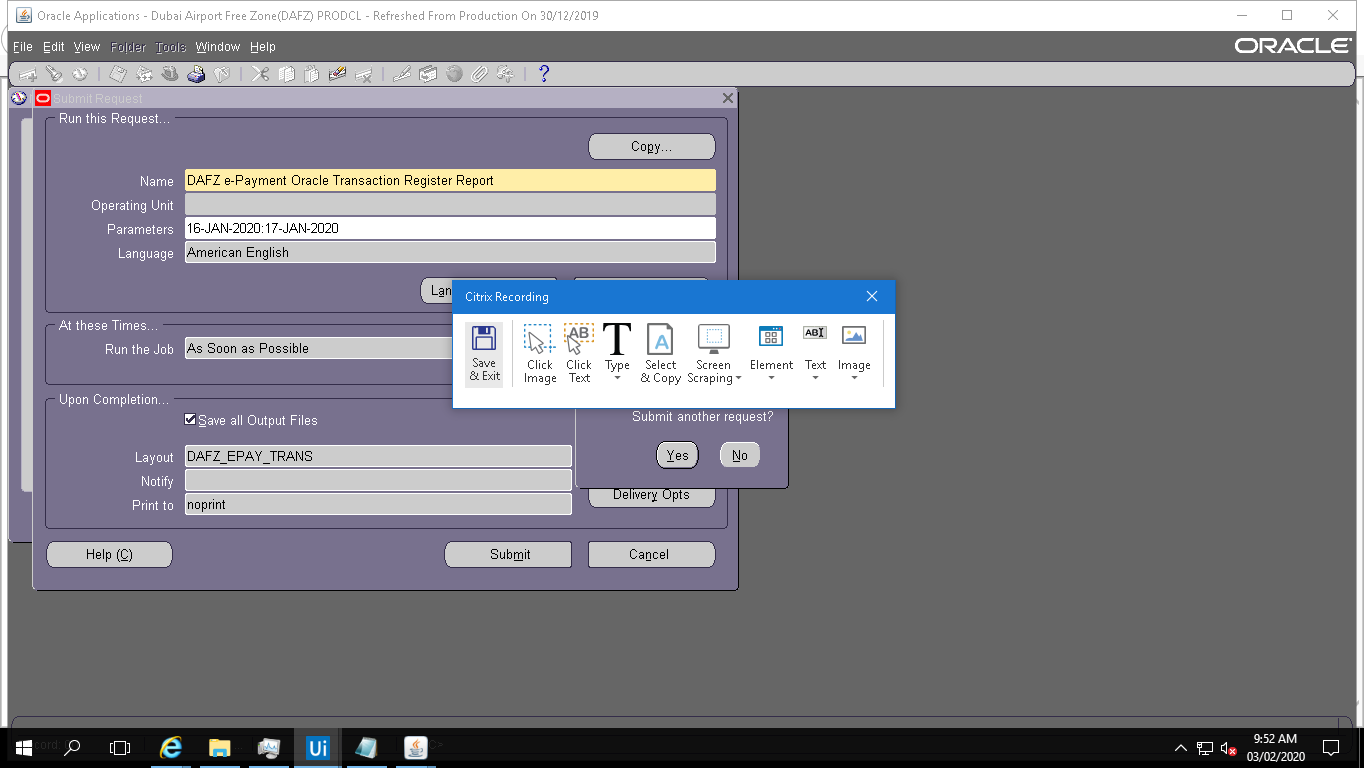 Oracle Applications - Dubai Airport Free Zone(DAFZ) PRODCL - Refreshed From Production On 30/12/2019
File Edit View Folder Tools Window Help
ORACLE
Submit Request
Run this Request...
Copy...
Name DAFZ e-Payment Oracle Transaction Register Report
Operating Unit
Parameters 16-JAN-2020:17-JAN-2020
Language American English
Lan
Citrix Recording
At these Times...
Run the Job As Soon as Possible
Save & Exit
Click Image
Click Text
Type
Select & Copy
Screen Scraping
Element
Text
Image
Upon Completion...
Save all Output Files
Submit another request?
Yes No
Layout DAFZ_EPAY_TRANS
Notify
Print to noprint
Delivery Opts
Help (C) Submit Cancel
Ui
9:52 AM
03/02/2020